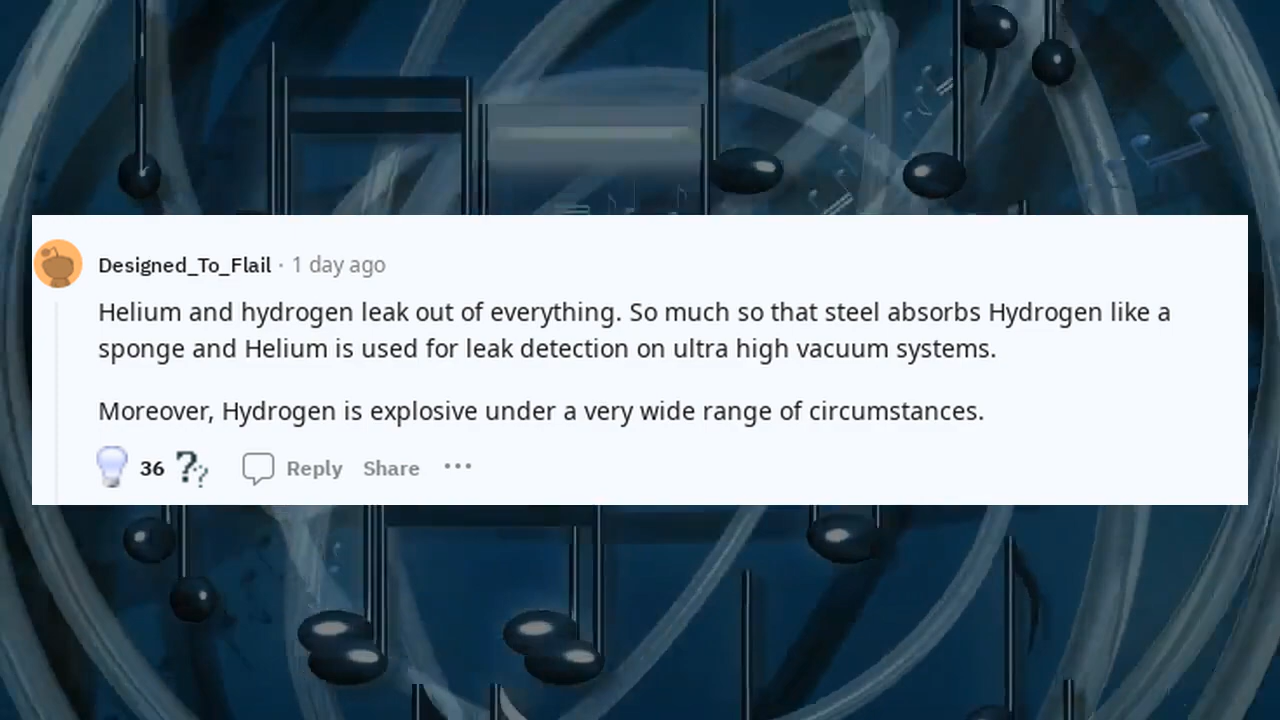 Designed_To_Flail · 1 day ago
Helium and hydrogen leak out of everything. So much so that steel absorbs Hydrogen like a
sponge and Helium is used for leak detection on ultra high vacuum systems.
Moreover, Hydrogen is explosive under a very wide range of circumstances.
36 Reply Share ···